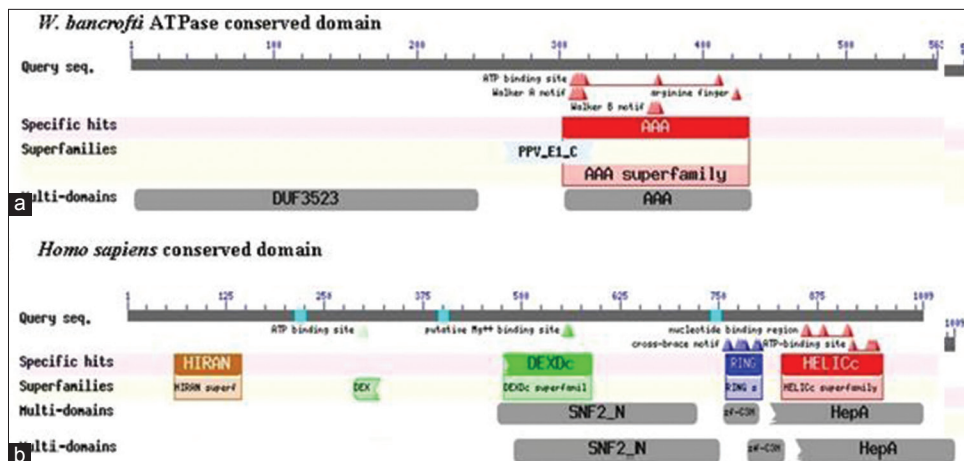 W. bancrofti ATPase conserved domain
1 100 200 300 400 500
Query seq.
ATP binding site
Walker A motif arginine finger
Walker B motif
Specific hits AAA
Superfamilies PPV_E1_C
AAA superfamily
Multi-domains DUF3523 AAA
a
Homo sapiens conserved domain
1 125 250 375 500 625 750 875 1009
Query seq. 1009
ATP binding site putative Mg++ binding site nucleotide binding region
cross-brace motif ATP-binding site
Specific hits HIRAN DEXDc RING HELICc
Superfamilies HIRAN superf DEX DEXDc superfamil RING s HELICc superfamily
Multi-domains SNF2_N HepA
Multi-domains SNF2_N HepA
b